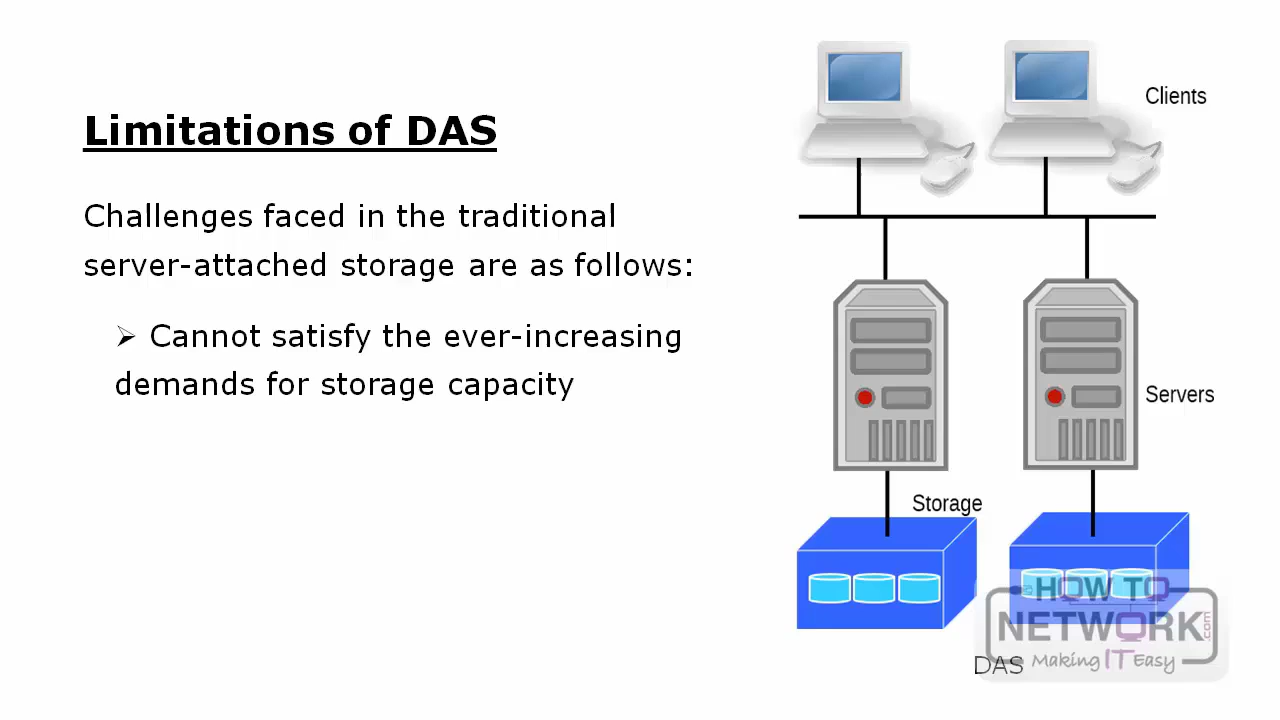 Limitations of DAS
Challenges faced in the traditional
server-attached storage are as follows:
➢ Cannot satisfy the ever-increasing
demands for storage capacity
Clients
Servers
Storage
DAS
HOW TO
NETWORK.com
Making IT Easy